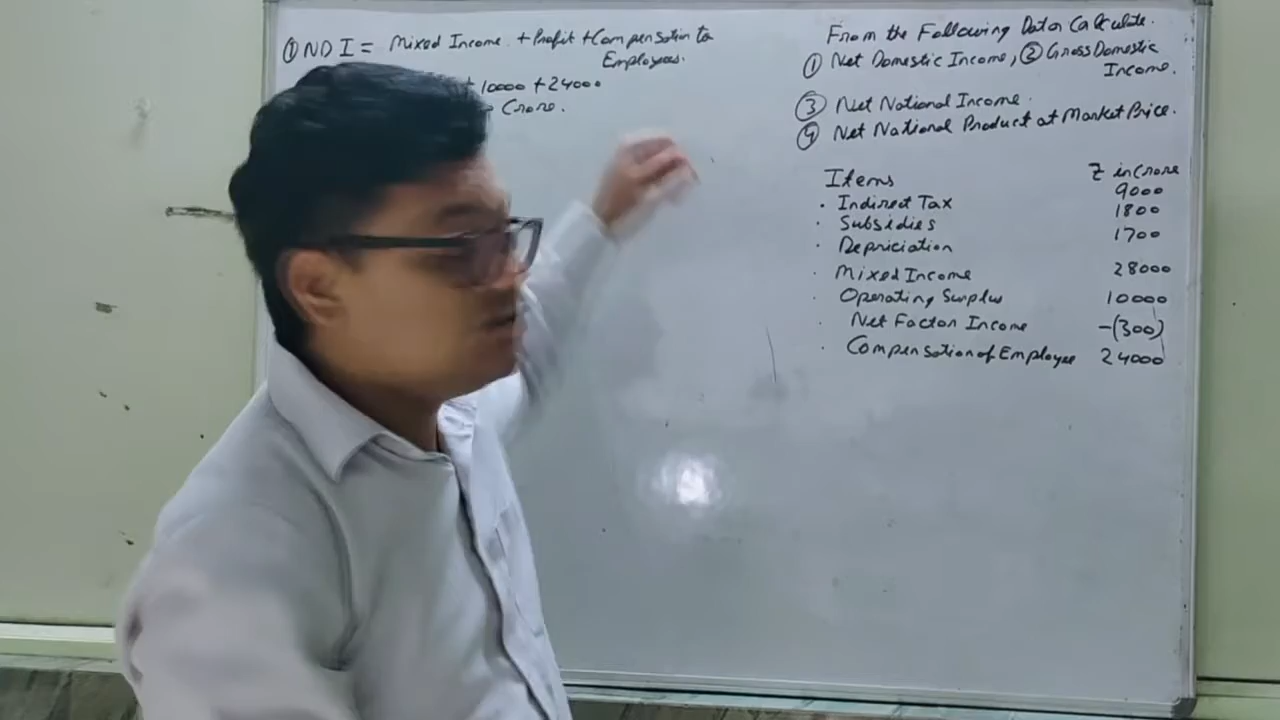 ① NDI = Mixed Income + Profit + Compensation to
Employees.
+ 10000 + 24000
Crore.
From the Following Data Calculate.
① Net Domestic Income, ② Gross Domestic
Income.
③ Net National Income.
④ Net National Product at Market Price.
Items ₹ in Crore
· Indirect Tax 9000
· Subsidies 1800
· Depriciation 1700
· Mixed Income 28000
· Operating Surplus 10000
· Net Factor Income -(300)
· Compensation of Employee 24000